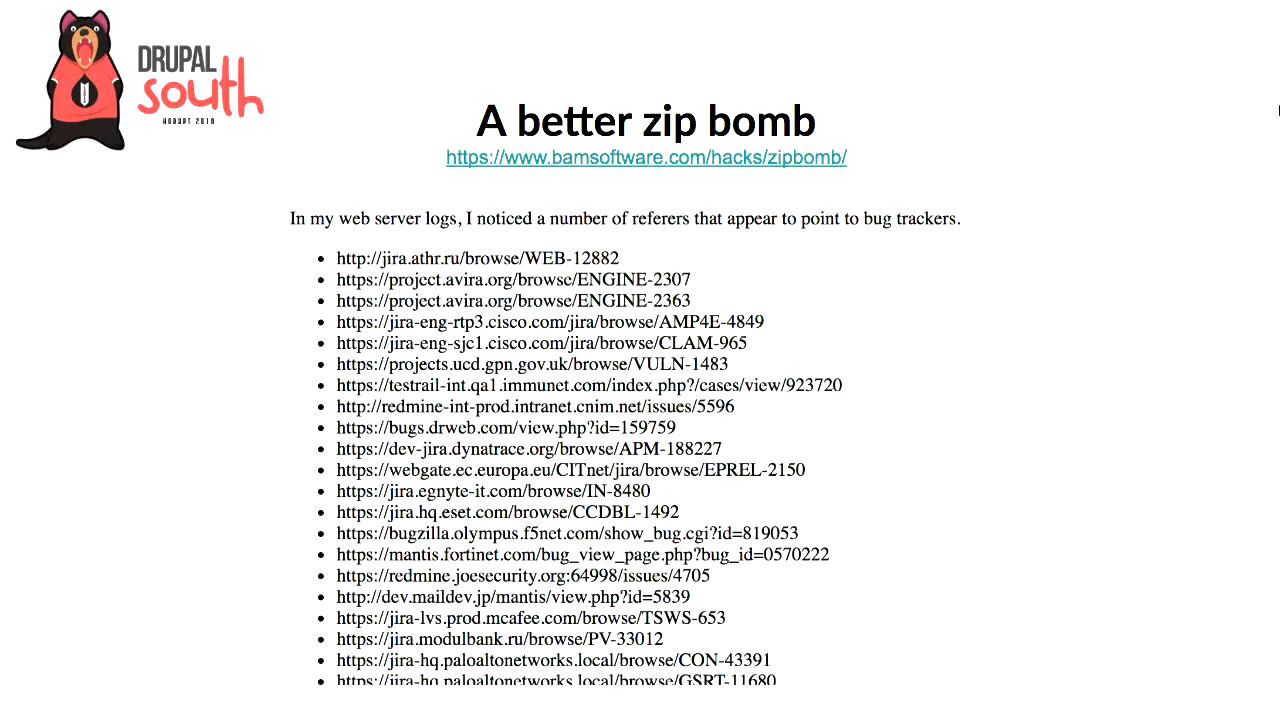 DRUPAL
south
HOBART 2019
A better zip bomb
https://www.bamsoftware.com/hacks/zipbomb/
In my web server logs, I noticed a number of referers that appear to point to bug trackers.
• http://jira.athr.ru/browse/WEB-12882
• https://project.avira.org/browse/ENGINE-2307
• https://project.avira.org/browse/ENGINE-2363
• https://jira-eng-rtp3.cisco.com/jira/browse/AMP4E-4849
• https://jira-eng-sjc1.cisco.com/jira/browse/CLAM-965
• https://projects.ucd.gpn.gov.uk/browse/VULN-1483
• https://testrail-int.qa1.immunet.com/index.php?/cases/view/923720
• http://redmine-int-prod.intranet.cnim.net/issues/5596
• https://bugs.drweb.com/view.php?id=159759
• https://dev-jira.dynatrace.org/browse/APM-188227
• https://webgate.ec.europa.eu/CITnet/jira/browse/EPREL-2150
• https://jira.egnyte-it.com/browse/IN-8480
• https://jira.hq.eset.com/browse/CCDBL-1492
• https://bugzilla.olympus.f5net.com/show_bug.cgi?id=819053
• https://mantis.fortinet.com/bug_view_page.php?bug_id=0570222
• https://redmine.joesecurity.org:64998/issues/4705
• http://dev.maildev.jp/mantis/view.php?id=5839
• https://jira-lvs.prod.mcafee.com/browse/TSWS-653
• https://jira.modulbank.ru/browse/PV-33012
• https://jira-hq.paloaltonetworks.local/browse/CON-43391
• https://jira-hq.paloaltonetworks.local/browse/GSRT-11680